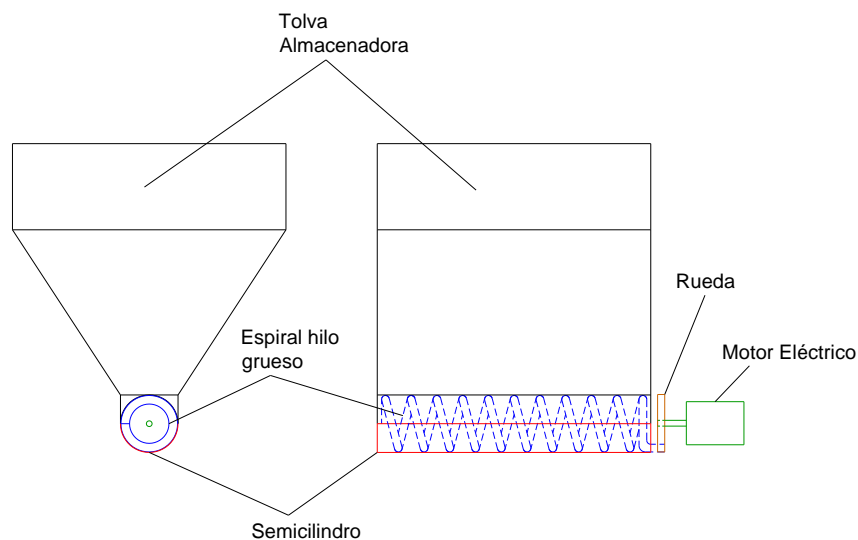 Tolva
Almacenadora
Rueda
Espiral hilo
grueso
Motor Eléctrico
Semicilindro